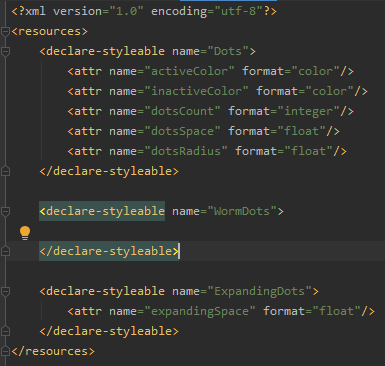 <?xml version="1.0" encoding="utf-8"?>
<resources>
    <declare-styleable name="Dots">
        <attr name="activeColor" format="color"/>
        <attr name="inactiveColor" format="color"/>
        <attr name="dotsCount" format="integer"/>
        <attr name="dotsSpace" format="float"/>
        <attr name="dotsRadius" format="float"/>
    </declare-styleable>
    <declare-styleable name="WormDots">
    </declare-styleable>
    <declare-styleable name="ExpandingDots">
        <attr name="expandingSpace" format="float"/>
    </declare-styleable>
</resources>